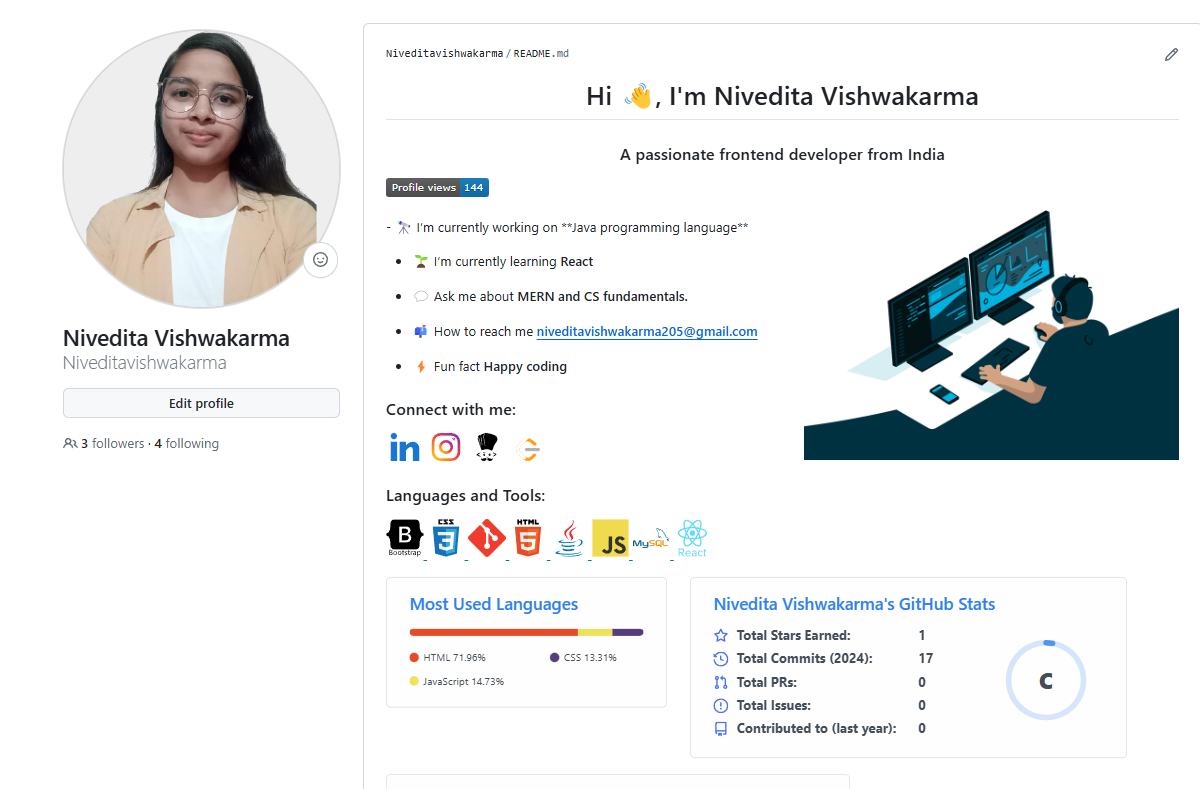 Niveditavishwakarma / README.md
Hi 👋, I'm Nivedita Vishwakarma
A passionate frontend developer from India
Profile views 144
- 🔭 I'm currently working on **Java programming language**
• 🌱 I'm currently learning React
• 💬 Ask me about MERN and CS fundamentals.
• 📫 How to reach me niveditavishwakarma205@gmail.com
• ⚡ Fun fact Happy coding
Nivedita Vishwakarma
Niveditavishwakarma
Edit profile
3 followers · 4 following
Connect with me:
in
Languages and Tools:
B
Bootstrap
CSS
3
HTML
5
Java
JS
MySQL
React
Most Used Languages
HTML 71.96%
CSS 13.31%
JavaScript 14.73%
Nivedita Vishwakarma's GitHub Stats
Total Stars Earned: 1
Total Commits (2024): 17
Total PRs: 0
Total Issues: 0
Contributed to (last year): 0
C